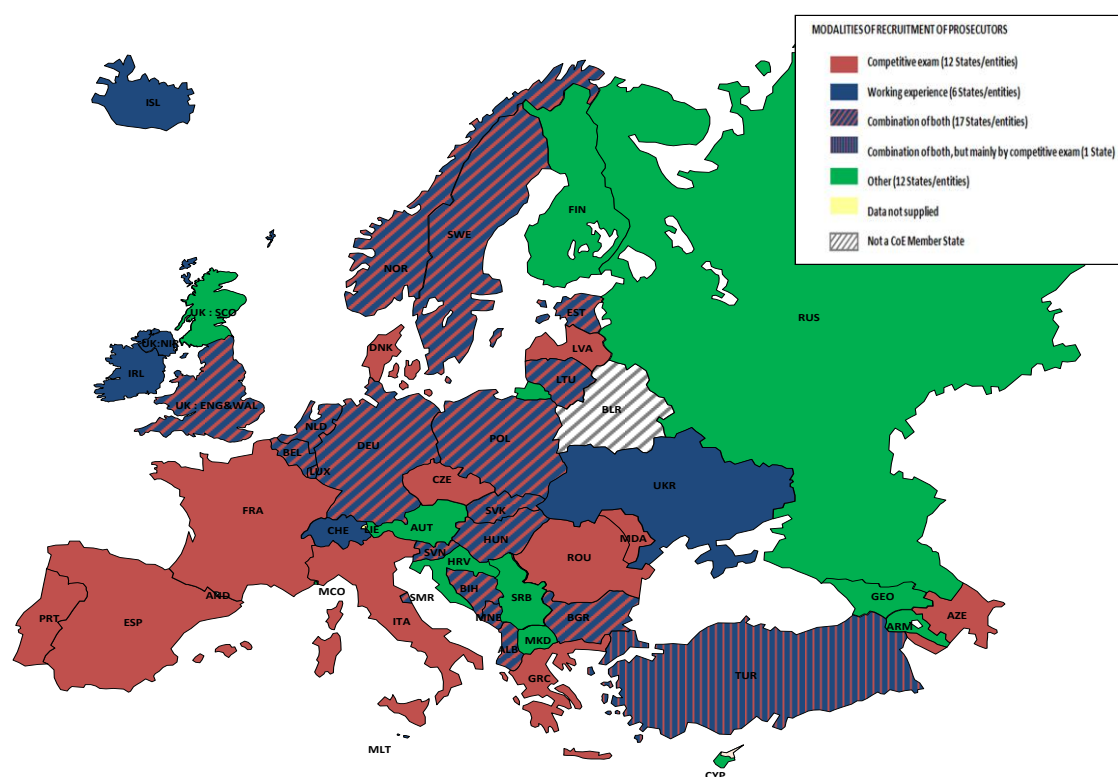 MODALITIES OF RECRUITMENT OF PROSECUTORS
Competitive exam (12 States/entities)
Working experience (6 States/entities)
Combination of both (17 States/entities)
Combination of both, but mainly by competitive exam (1 State)
Other (12 States/entities)
Data not supplied
Not a CoE Member State
ISL
FIN
SWE
NOR
RUS
UK : SCO
EST
UK:NIR
DNK
LVA
IRL
LTU
UK : ENG&WAL
BLR
NLD
POL
DEU
BEL
LUX
CZE
UKR
FRA
SVK
CHE
LIE
AUT
HUN
MDA
SVN
ROU
HRV
BIH
MCO
AND
SMR
SRB
GEO
PRT
ESP
ITA
MNE
BGR
AZE
ARM
MKD
ALB
GRC
TUR
MLT
CYP